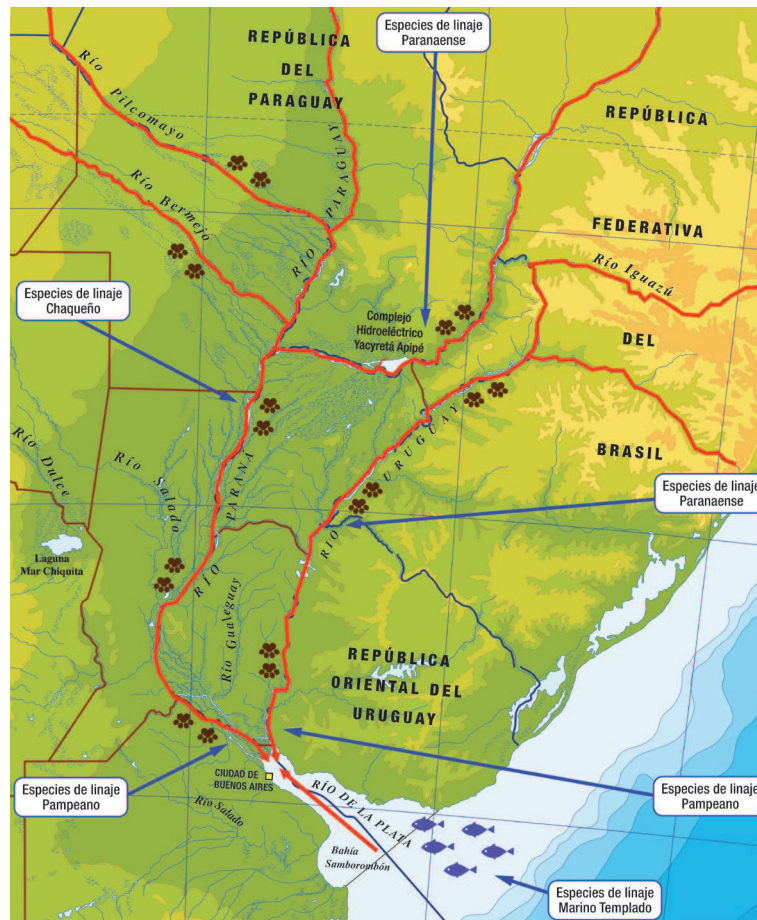 Especies de linaje
Paranaense
REPÚBLICA
DEL
PARAGUAY
Río
Pilcomayo
RÍO PARAGUAY
REPÚBLICA
FEDERATIVA
DEL
BRASIL
Río Bermejo
Río Iguazú
Especies de linaje
Chaqueño
Complejo
Hidroeléctrico
Yacyretá Apipé
RÍO URUGUAY
Río Dulce
Río
Salado
RÍO PARANÁ
Especies de linaje
Paranaense
Laguna
Mar Chiquita
Río Gualeguay
REPÚBLICA
ORIENTAL DEL
URUGUAY
Especies de linaje
Pampeano
CIUDAD DE
BUENOS AIRES
RÍO DE LA PLATA
Especies de linaje
Pampeano
Río Salado
Bahía
Samborombón
Especies de linaje
Marino Templado